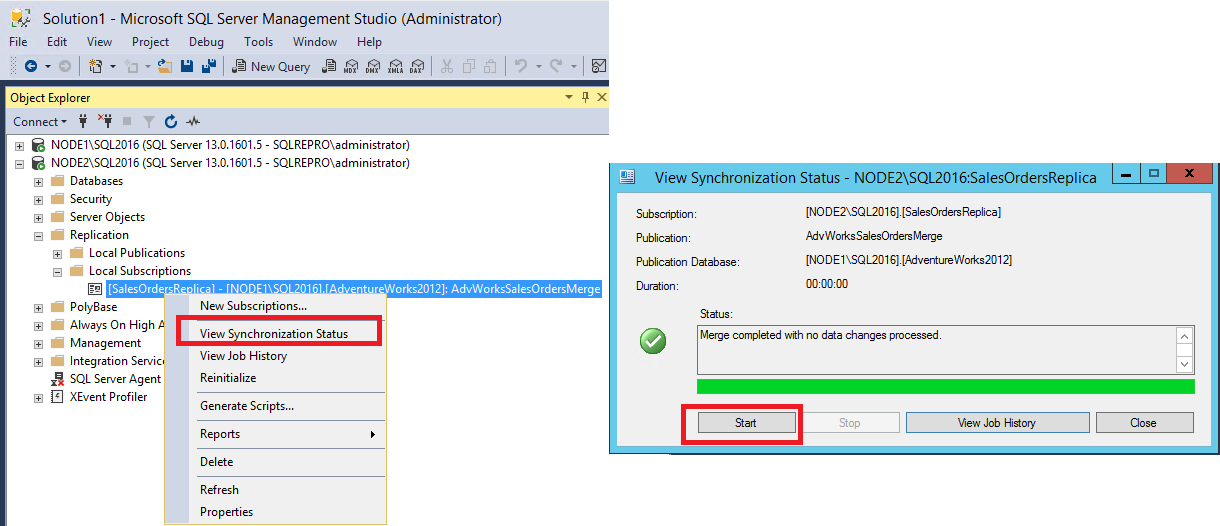 Solution1 - Microsoft SQL Server Management Studio (Administrator)
File Edit View Project Debug Tools Window Help
New Query MDX DMX XMLA DAX
Object Explorer
Connect
NODE1\SQL2016 (SQL Server 13.0.1601.5 - SQLREPRO\administrator)
NODE2\SQL2016 (SQL Server 13.0.1601.5 - SQLREPRO\administrator)
Databases
Security
Server Objects
Replication
Local Publications
Local Subscriptions
[SalesOrdersReplica] - [NODE1\SQL2016].[AdventureWorks2012]: AdvWorksSalesOrdersMerge
PolyBase
Always On High A
Management
Integration Service
SQL Server Agent
XEvent Profiler
New Subscriptions...
View Synchronization Status
View Job History
Reinitialize
Generate Scripts...
Reports
Delete
Refresh
Properties
View Synchronization Status - NODE2\SQL2016:SalesOrdersReplica
Subscription: [NODE2\SQL2016].[SalesOrdersReplica]
Publication: AdvWorksSalesOrdersMerge
Publication Database: [NODE1\SQL2016].[AdventureWorks2012]
Duration: 00:00:00
Status:
Merge completed with no data changes processed.
Start Stop View Job History Close